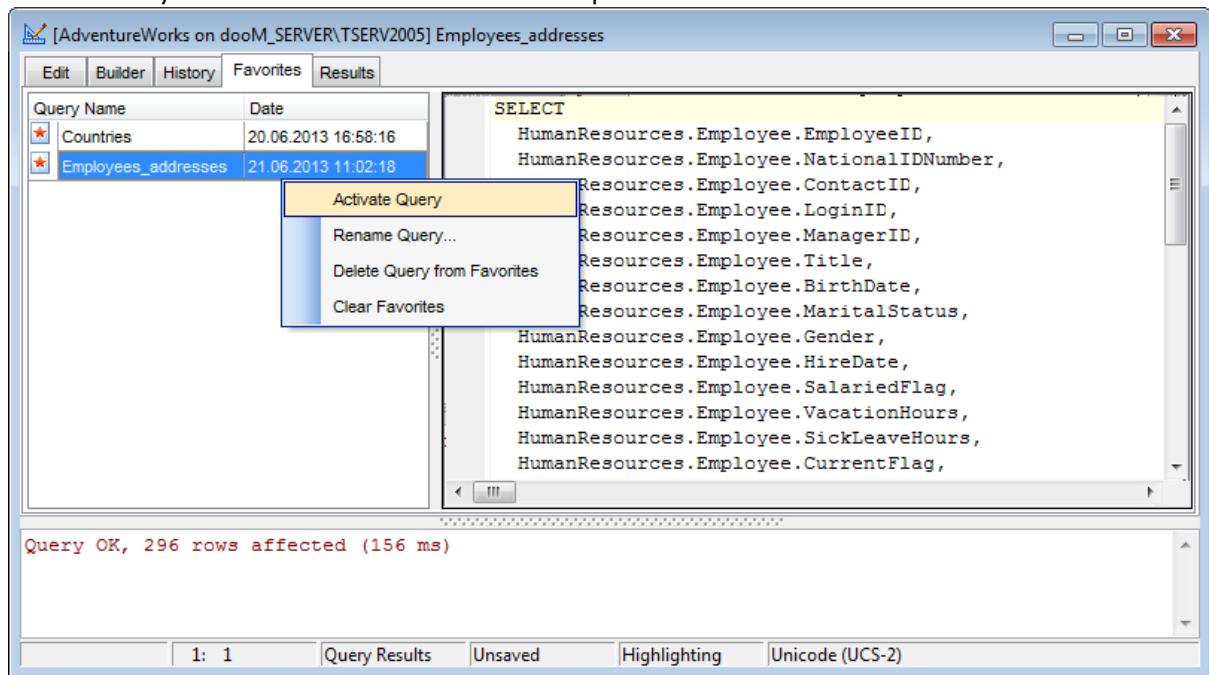 [AdventureWorks on dooM_SERVER\TSERV2005] Employees_addresses
Edit Builder History Favorites Results
Query Name Date
Countries 20.06.2013 16:58:16
Employees_addresses 21.06.2013 11:02:18
Activate Query
Rename Query...
Delete Query from Favorites
Clear Favorites
SELECT
HumanResources.Employee.EmployeeID,
HumanResources.Employee.NationalIDNumber,
Resources.Employee.ContactID,
Resources.Employee.LoginID,
Resources.Employee.ManagerID,
Resources.Employee.Title,
Resources.Employee.BirthDate,
Resources.Employee.MaritalStatus,
HumanResources.Employee.Gender,
HumanResources.Employee.HireDate,
HumanResources.Employee.SalariedFlag,
HumanResources.Employee.VacationHours,
HumanResources.Employee.SickLeaveHours,
HumanResources.Employee.CurrentFlag,
Query OK, 296 rows affected (156 ms)
1: 1 Query Results Unsaved Highlighting Unicode (UCS-2)